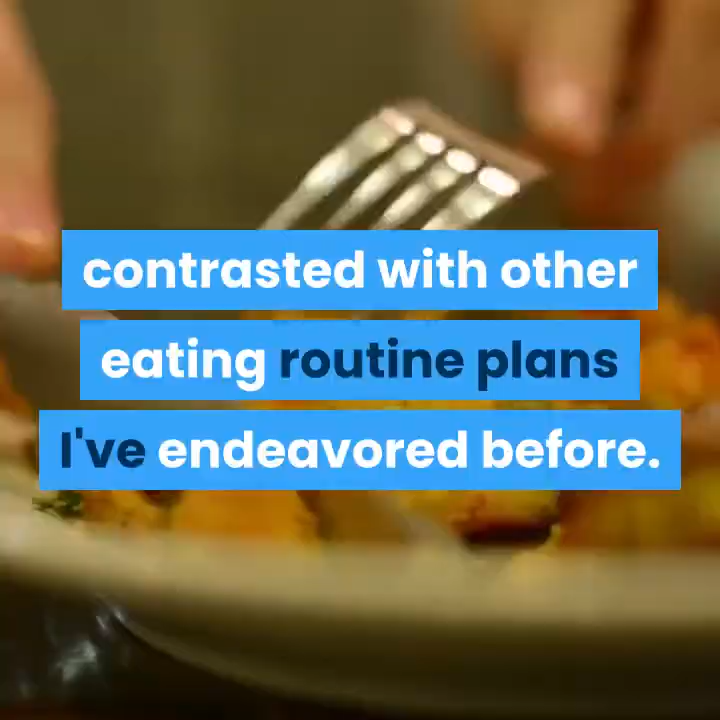 contrasted with other
eating routine plans
I've endeavored before.